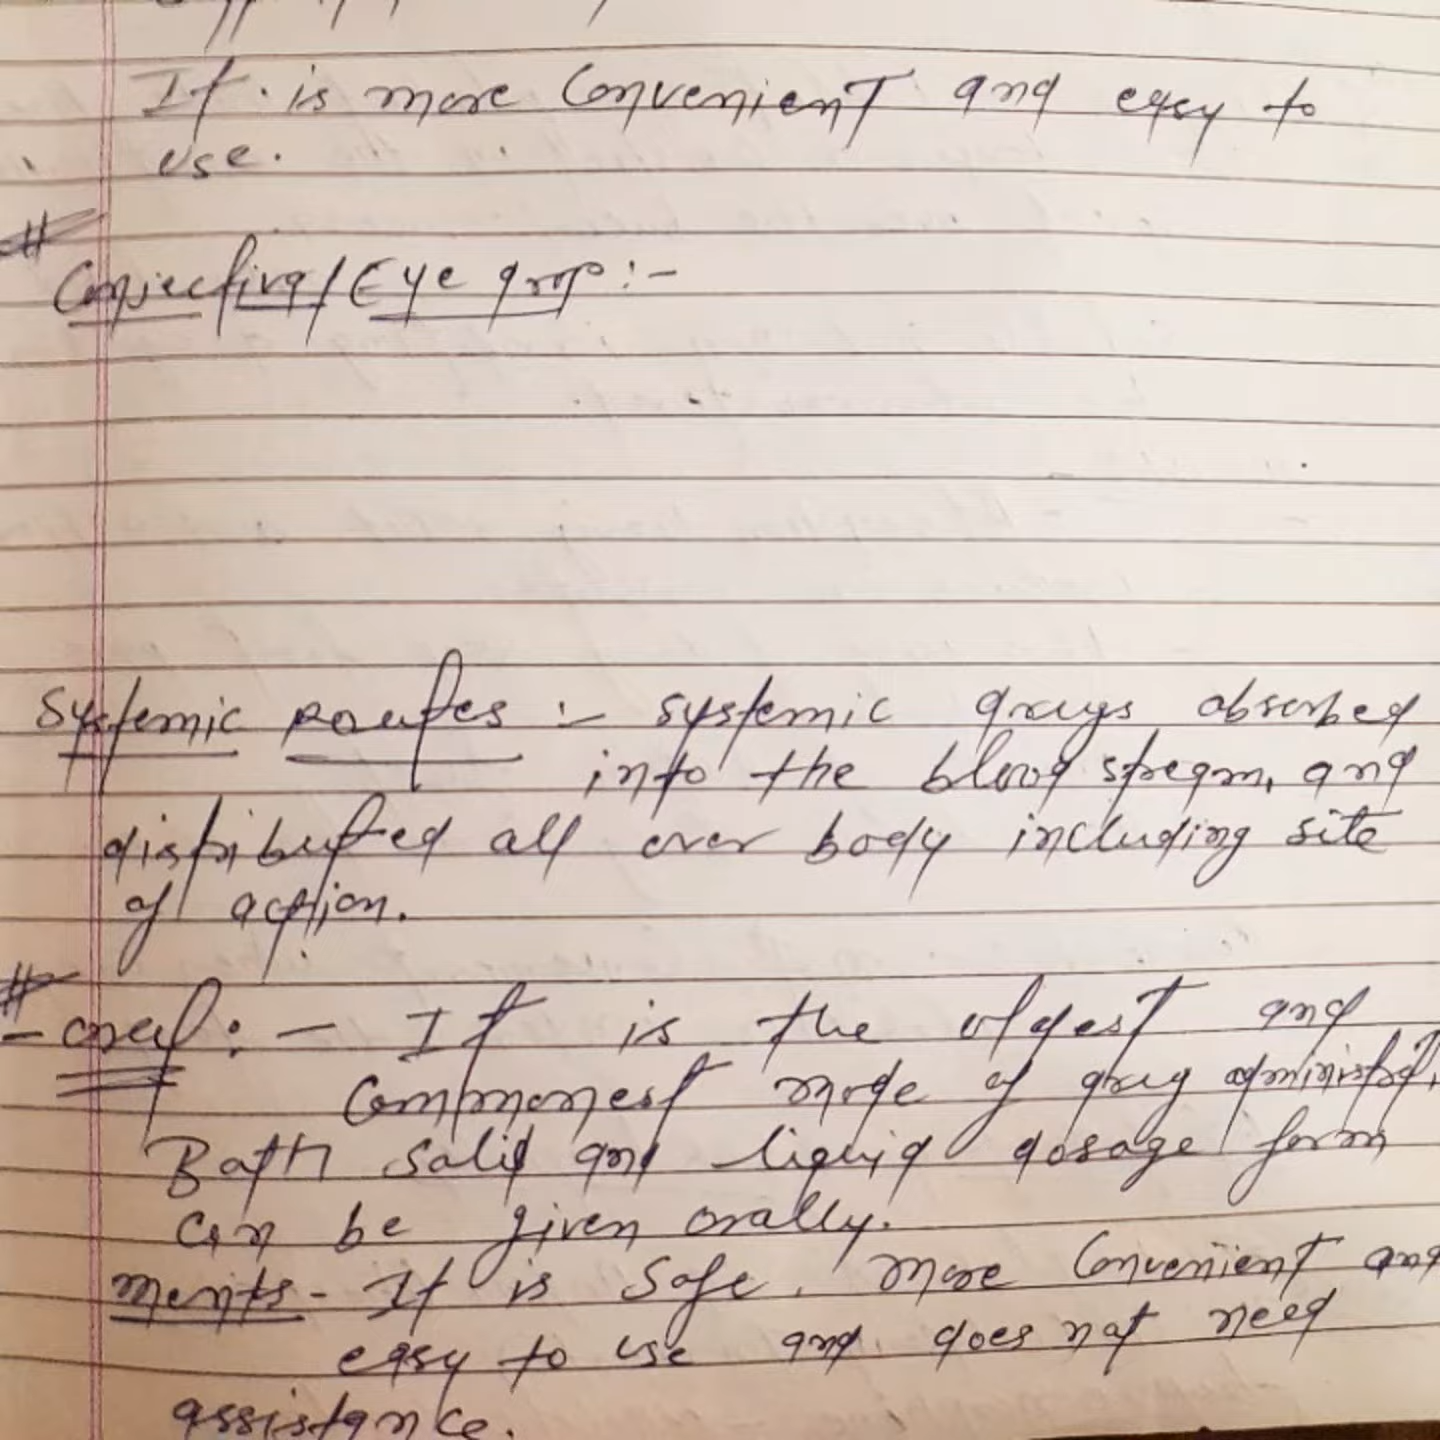 It is more Convenient and easy to
use.
#
Conjectiva / Eye drop :-
Systemic Routes :- systemic drugs absorbed
into the blood stream, and
distributed all over body including site
of action.
#
- oral : - It is the oldest and
Commonest mode of drug administrat.
Both solid and liquid dosage form
can be given orally.
merits - It is Safe. more Convenient and
easy to use and does not need
assistance.